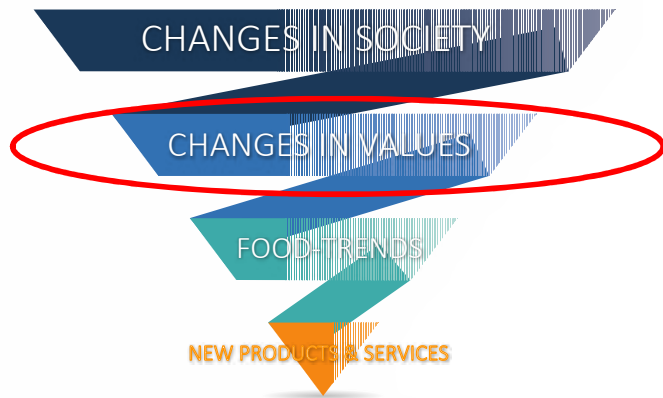 CHANGES IN SOCIETY
CHANGES IN VALUES
FOOD-TRENDS
NEW PRODUCTS & SERVICES